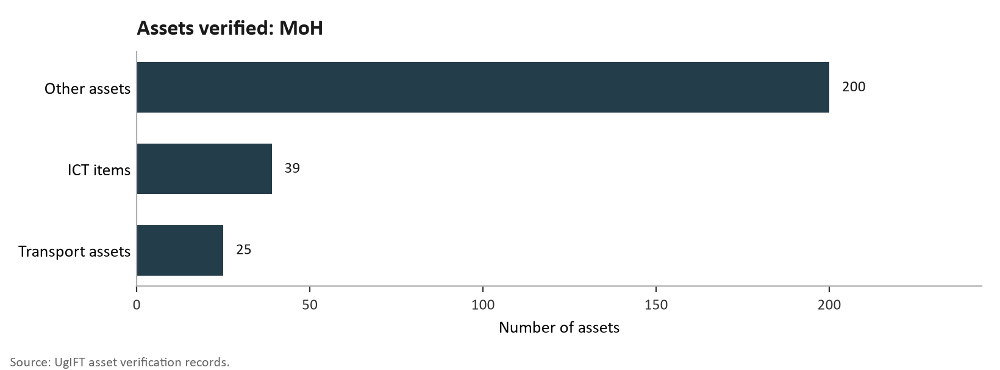 Assets verified: MoH
Other assets 200
ICT items 39
Transport assets 25
0 50 100 150 200
Number of assets
Source: UgIFT asset verification records.